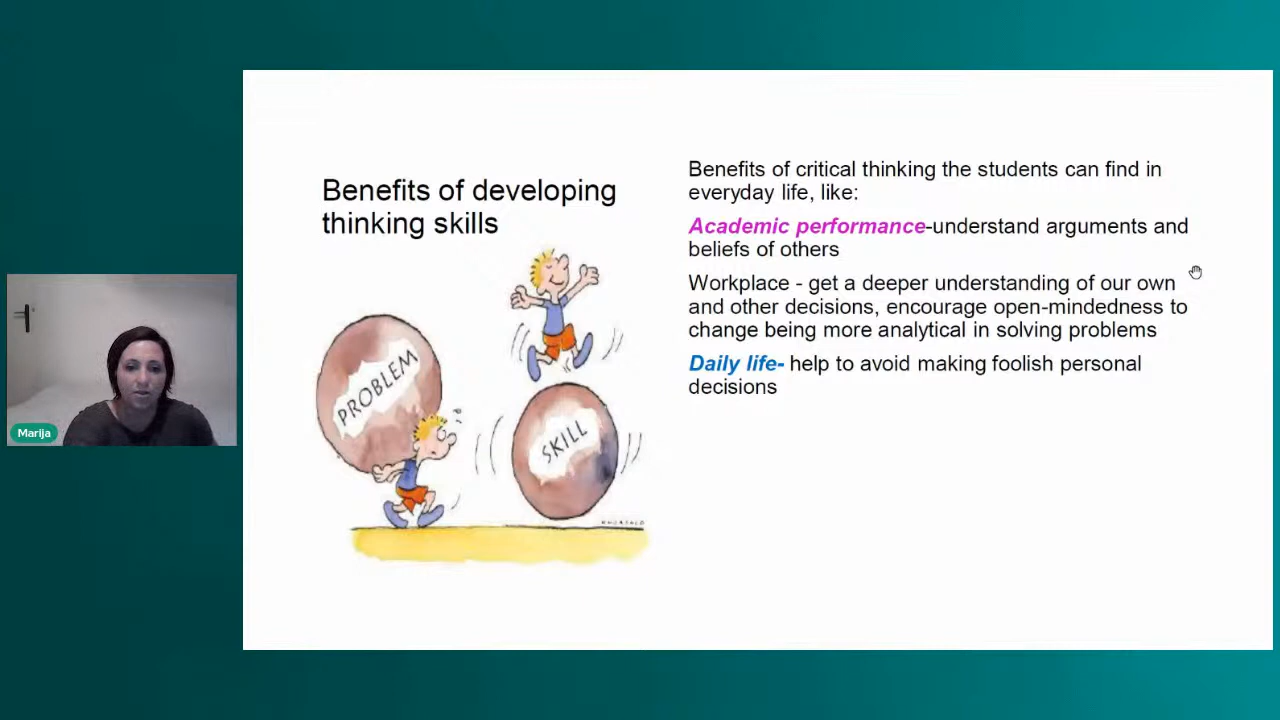 Benefits of developing
thinking skills
PROBLEM
SKILL
Benefits of critical thinking the students can find in
everyday life, like:
Academic performance-understand arguments and
beliefs of others
Workplace - get a deeper understanding of our own
and other decisions, encourage open-mindedness to
change being more analytical in solving problems
Daily life- help to avoid making foolish personal
decisions
Marija